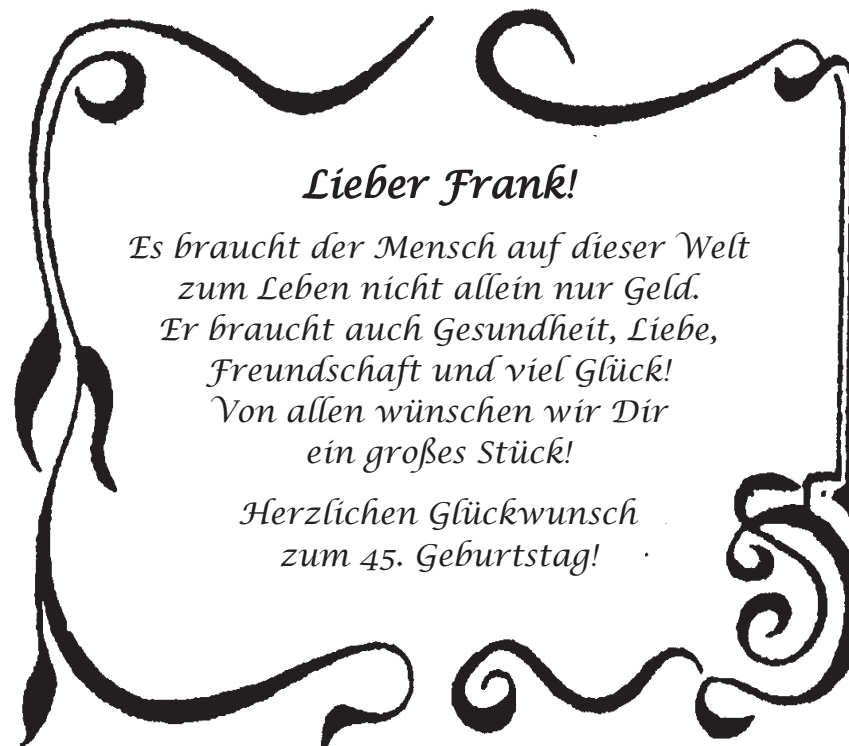 Lieber Frank!
Es braucht der Mensch auf dieser Welt
zum Leben nicht allein nur Geld.
Er braucht auch Gesundheit, Liebe,
Freundschaft und viel Glück!
Von allen wünschen wir Dir
ein großes Stück!
Herzlichen Glückwunsch
zum 45. Geburtstag!